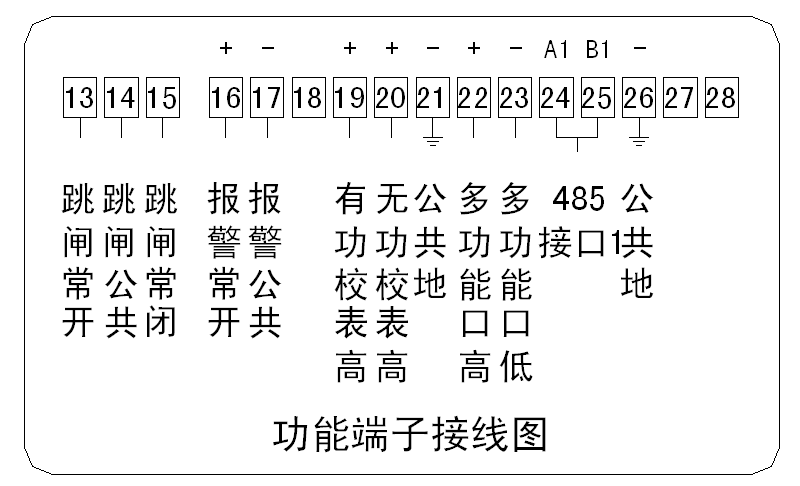 + − + + − + − A1 B1 −
13 14 15 16 17 18 19 20 21 22 23 24 25 26 27 28
跳闸常开
跳闸公共
跳闸常闭
报警常开
报警公共
有功校表高
无功校表高
公共地
多功能口高
多功能口低
485
接口1
公共地
功能端子接线图